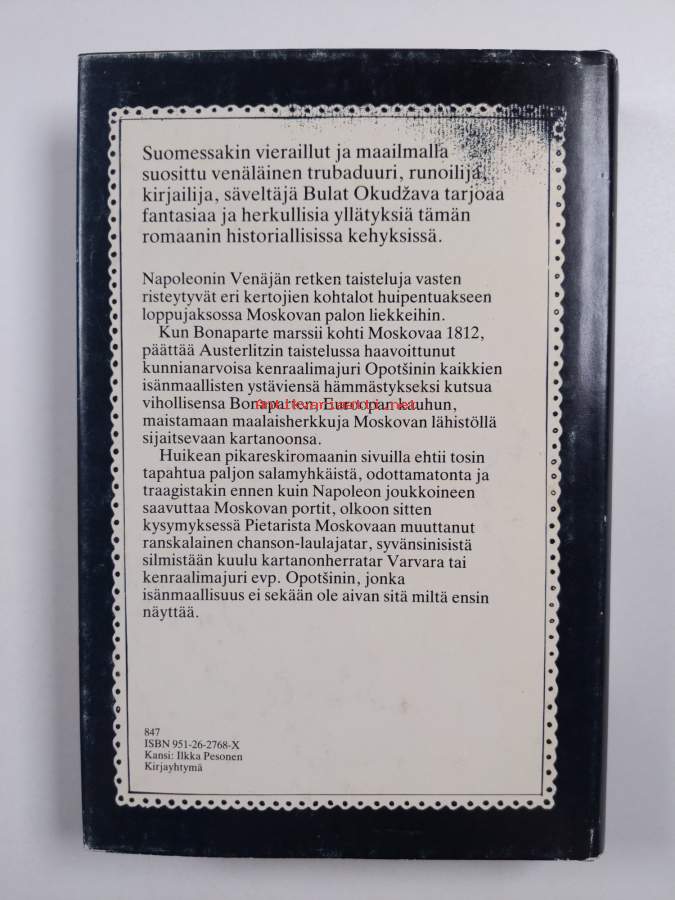 Suomessakin vieraillut ja maailmalla
suosittu venäläinen trubaduuri, runoilija,
kirjailija, säveltäjä Bulat Okudžava tarjoaa
fantasiaa ja herkullisia yllätyksiä tämän
romaanin historiallisissa kehyksissä.
Napoleonin Venäjän retken taisteluja vasten
risteytyvät eri kertojien kohtalot huipentuakseen
loppujaksossa Moskovan palon liekkeihin.
Kun Bonaparte marssii kohti Moskovaa 1812,
päättää Austerlitzin taistelussa haavoittunut
kunnianarvoisa kenraalimajuri Opotšinin kaikkien
isänmaallisten ystäviensä hämmästykseksi kutsua
vihollisensa Bonaparten, Euroopan kauhun,
Antikvariaatti.net
maistamaan maalaisherkkuja Moskovan lähistöllä
sijaitsevaan kartanoonsa.
Huikean pikareskiromaanin sivuilla ehtii tosin
tapahtua paljon salamyhkäistä, odottamatonta ja
traagistakin ennen kuin Napoleon joukkoineen
saavuttaa Moskovan portit, olkoon sitten
kysymyksessä Pietarista Moskovaan muuttanut
ranskalainen chanson-laulajatar, syvänsinisistä
silmistään kuulu kartanonherratar Varvara tai
kenraalimajuri evp. Opotšinin, jonka
isänmaallisuus ei sekään ole aivan sitä miltä ensin
näyttää.
847
ISBN 951-26-2768-X
Kansi: Ilkka Pesonen
Kirjayhtymä